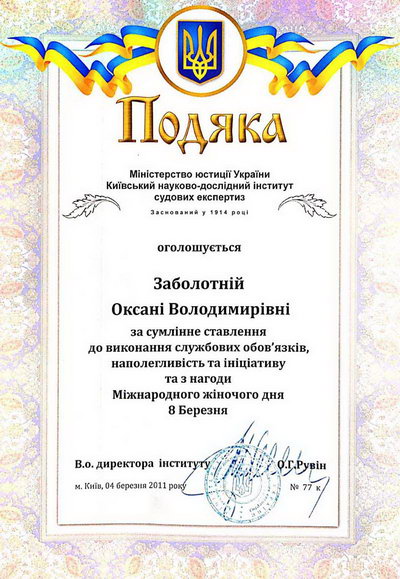 Подяка
Міністерство юстиції України
Київський науково-дослідний інститут
судових експертиз
Заснований у 1914 році
оголошується
Заболотній
Оксані Володимирівні
за сумлінне ставлення
до виконання службових обов’язків,
наполегливість та ініціативу
та з нагоди
Міжнародного жіночого дня
8 Березня
В.о. директора інституту О.Г.Рувін
м. Київ, 04 березня 2011 року № 77 к